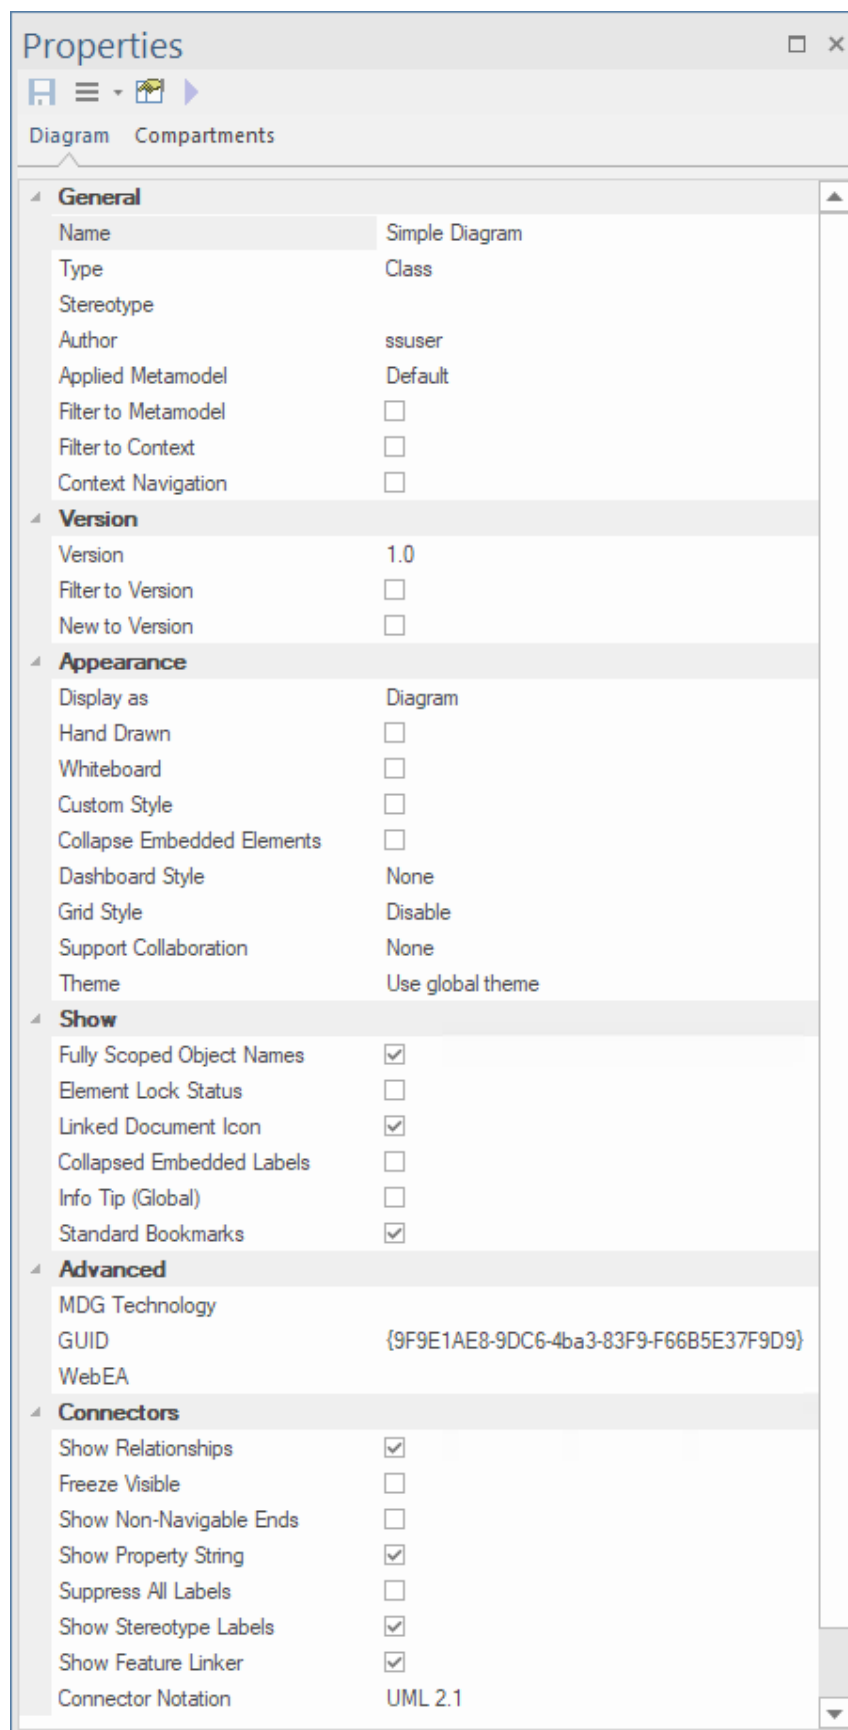 Properties
Diagram Compartments
General
Name Simple Diagram
Type Class
Stereotype
Author ssuser
Applied Metamodel Default
Filter to Metamodel
Filter to Context
Context Navigation
Version
Version 1.0
Filter to Version
New to Version
Appearance
Display as Diagram
Hand Drawn
Whiteboard
Custom Style
Collapse Embedded Elements
Dashboard Style None
Grid Style Disable
Support Collaboration None
Theme Use global theme
Show
Fully Scoped Object Names
Element Lock Status
Linked Document Icon
Collapsed Embedded Labels
Info Tip (Global)
Standard Bookmarks
Advanced
MDG Technology
GUID {9F9E1AE8-9DC6-4ba3-83F9-F66B5E37F9D9}
WebEA
Connectors
Show Relationships
Freeze Visible
Show Non-Navigable Ends
Show Property String
Suppress All Labels
Show Stereotype Labels
Show Feature Linker
Connector Notation UML 2.1